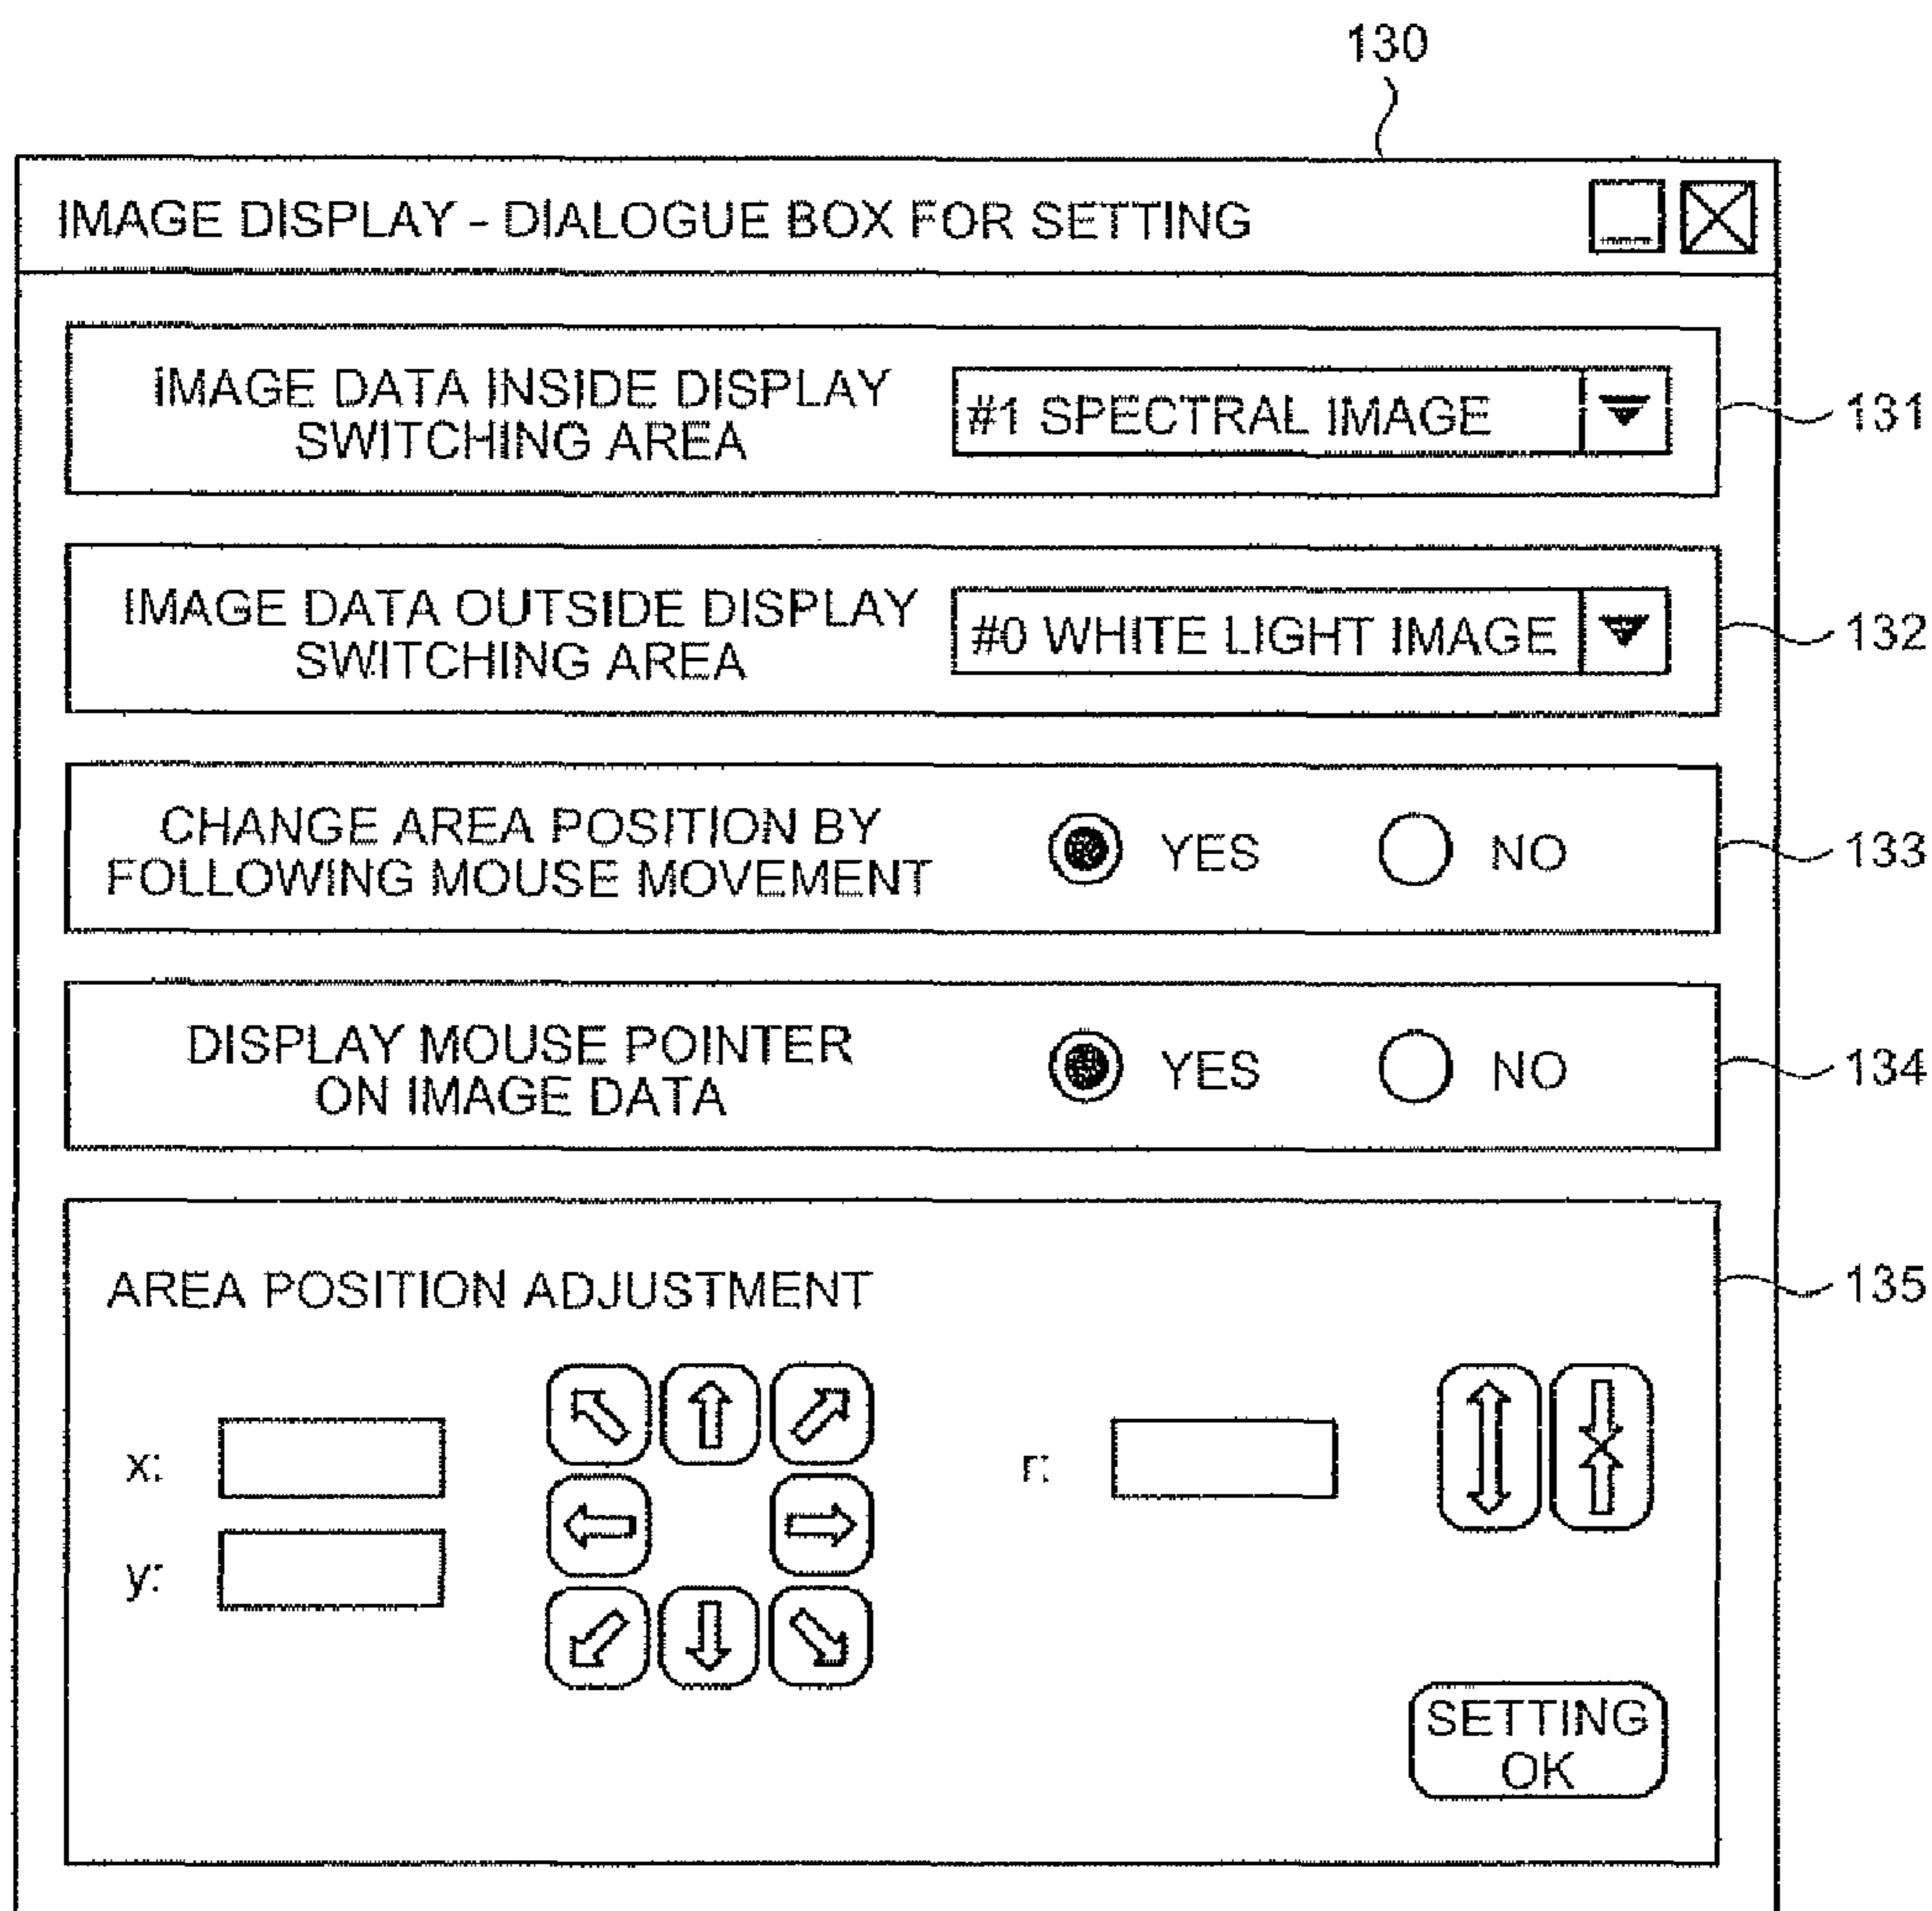 130
IMAGE DISPLAY - DIALOGUE BOX FOR SETTING
IMAGE DATA INSIDE DISPLAY
SWITCHING AREA
#1 SPECTRAL IMAGE
131
IMAGE DATA OUTSIDE DISPLAY
SWITCHING AREA
#0 WHITE LIGHT IMAGE
132
CHANGE AREA POSITION BY
FOLLOWING MOUSE MOVEMENT
YES
NO
133
DISPLAY MOUSE POINTER
ON IMAGE DATA
YES
NO
134
AREA POSITION ADJUSTMENT
135
x:
y:
r:
SETTING
OK